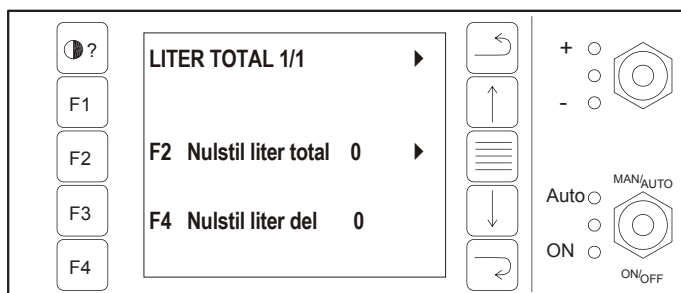 ?
F1
F2
F3
F4
LITER TOTAL 1/1
F2 Nulstil liter total 0
F4 Nulstil liter del 0
+
-
MAN/AUTO
Auto
ON
ON/OFF